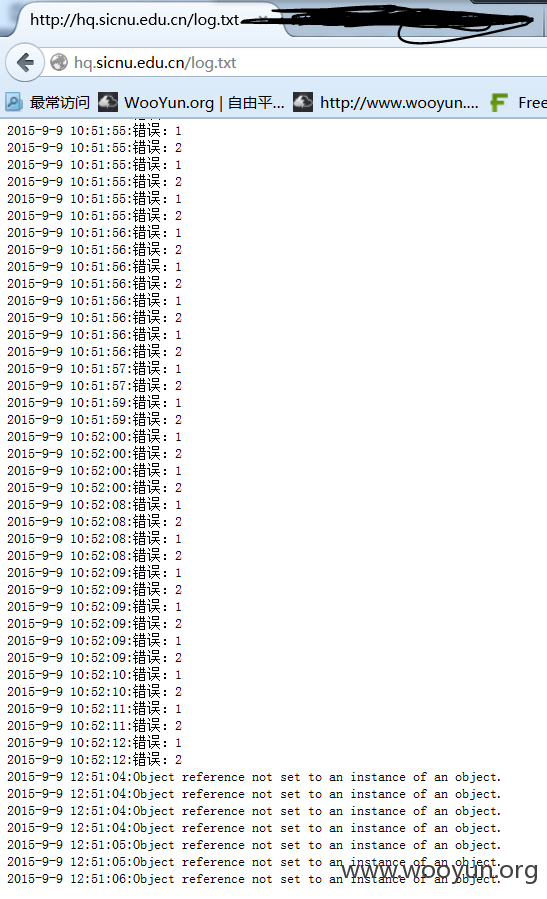 http://hq.sicnu.edu.cn/log.txt
hq.sicnu.edu.cn/log.txt
最常访问 WooYun.org | 自由平... http://www.wooyun.... Free
2015-9-9 10:51:55:错误: 1
2015-9-9 10:51:55:错误: 2
2015-9-9 10:51:55:错误: 1
2015-9-9 10:51:55:错误: 2
2015-9-9 10:51:55:错误: 1
2015-9-9 10:51:55:错误: 2
2015-9-9 10:51:56:错误: 1
2015-9-9 10:51:56:错误: 2
2015-9-9 10:51:56:错误: 1
2015-9-9 10:51:56:错误: 2
2015-9-9 10:51:56:错误: 1
2015-9-9 10:51:56:错误: 2
2015-9-9 10:51:56:错误: 1
2015-9-9 10:51:56:错误: 2
2015-9-9 10:51:57:错误: 1
2015-9-9 10:51:57:错误: 2
2015-9-9 10:51:59:错误: 1
2015-9-9 10:51:59:错误: 2
2015-9-9 10:52:00:错误: 1
2015-9-9 10:52:00:错误: 2
2015-9-9 10:52:00:错误: 1
2015-9-9 10:52:00:错误: 2
2015-9-9 10:52:08:错误: 1
2015-9-9 10:52:08:错误: 2
2015-9-9 10:52:08:错误: 1
2015-9-9 10:52:08:错误: 2
2015-9-9 10:52:09:错误: 1
2015-9-9 10:52:09:错误: 2
2015-9-9 10:52:09:错误: 1
2015-9-9 10:52:09:错误: 2
2015-9-9 10:52:09:错误: 1
2015-9-9 10:52:09:错误: 2
2015-9-9 10:52:10:错误: 1
2015-9-9 10:52:10:错误: 2
2015-9-9 10:52:11:错误: 1
2015-9-9 10:52:11:错误: 2
2015-9-9 10:52:12:错误: 1
2015-9-9 10:52:12:错误: 2
2015-9-9 12:51:04:Object reference not set to an instance of an object.
2015-9-9 12:51:04:Object reference not set to an instance of an object.
2015-9-9 12:51:04:Object reference not set to an instance of an object.
2015-9-9 12:51:04:Object reference not set to an instance of an object.
2015-9-9 12:51:05:Object reference not set to an instance of an object.
2015-9-9 12:51:05:Object reference not set to an instance of an object.
2015-9-9 12:51:06:Object reference not set to an instance of an object.
www.wooyun.org